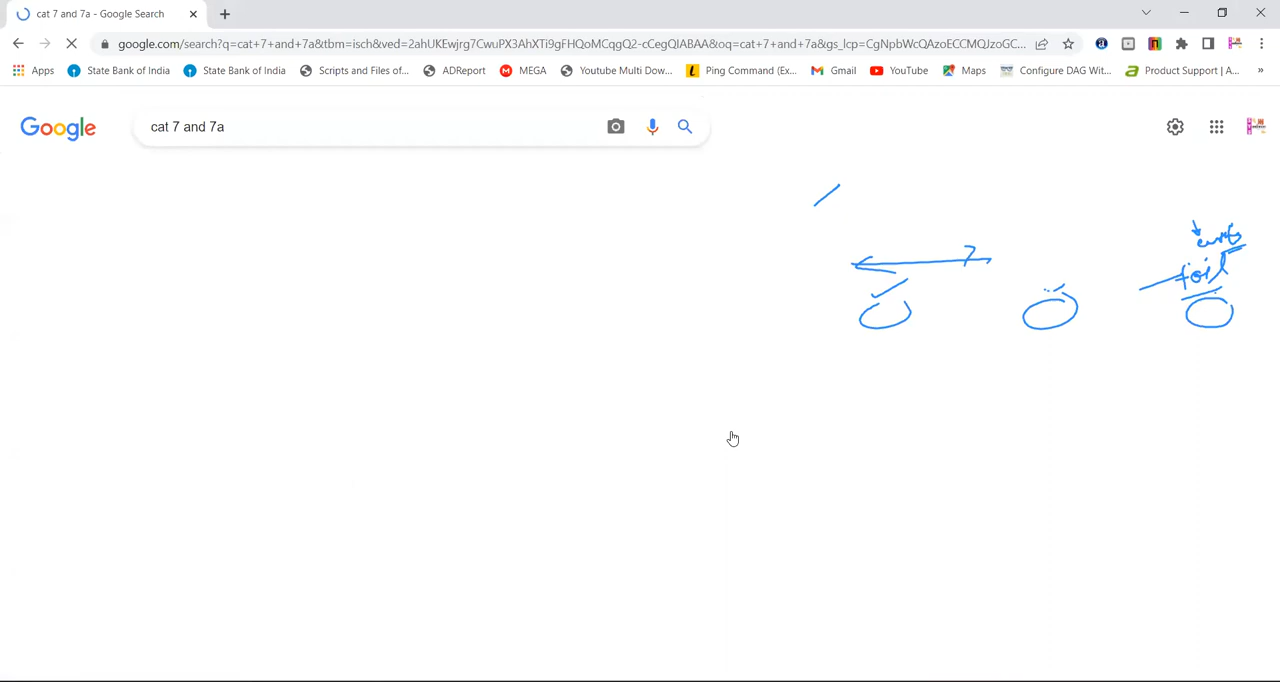 cat 7 and 7a - Google Search
google.com/search?q=cat+7+and+7a&tbm=isch&ved=2ahUKEwjrg7CwuPX3AhXTi9gFHQoMCqgQ2-cCegQIABAA&oq=cat+7+and+7a&gs_lcp=CgNpbWcQAzoECCMQJzoGC...
Apps State Bank of India State Bank of India Scripts and Files of... ADReport MEGA Youtube Multi Dow... Ping Command (Ex... Gmail YouTube Maps Configure DAG Wit... Product Support | A... »
Google cat 7 and 7a
foil